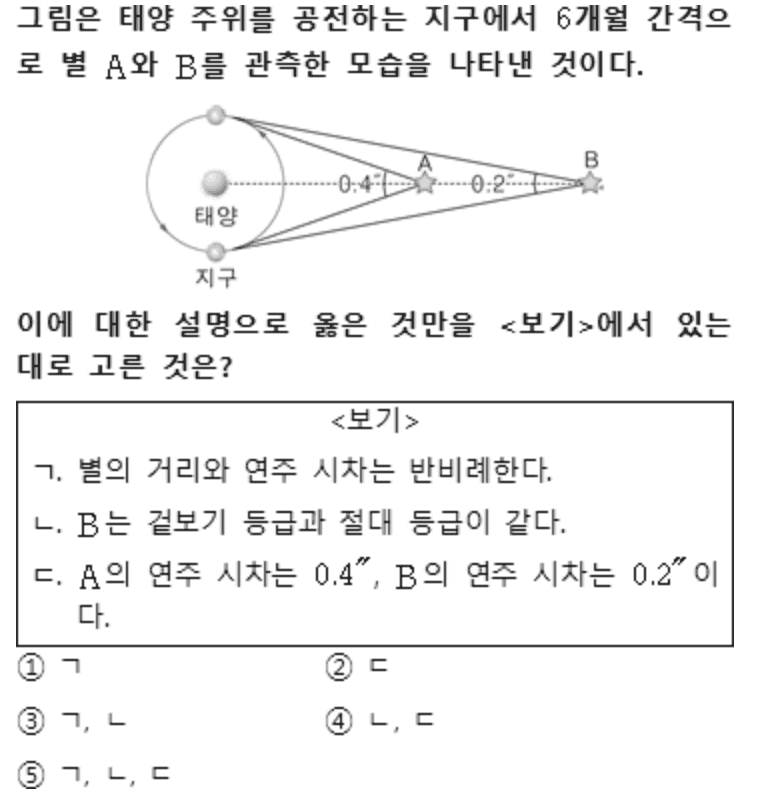 그림은 태양 주위를 공전하는 지구에서 6개월 간격으
로 별 A와 B를 관측한 모습을 나타낸 것이다.
A
B
0.4″
0.2″
태양
지구
이에 대한 설명으로 옳은 것만을 <보기>에서 있는
대로 고른 것은?
<보기>
ㄱ. 별의 거리와 연주 시차는 반비례한다.
ㄴ. B는 겉보기 등급과 절대 등급이 같다.
ㄷ. A의 연주 시차는 0.4″, B의 연주 시차는 0.2″이
다.
① ㄱ ② ㄷ
③ ㄱ, ㄴ ④ ㄴ, ㄷ
⑤ ㄱ, ㄴ, ㄷ